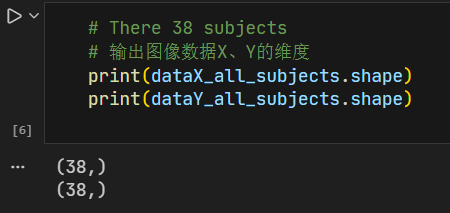 # There 38 subjects
# 输出图像数据X、Y的维度
print(dataX_all_subjects.shape)
print(dataY_all_subjects.shape)
[6]
(38,)
(38,)